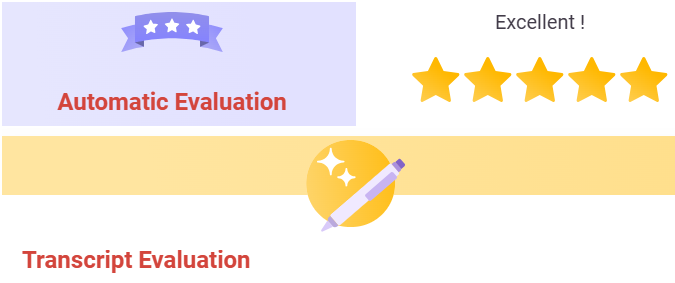 Excellent !
Automatic Evaluation
Transcript Evaluation